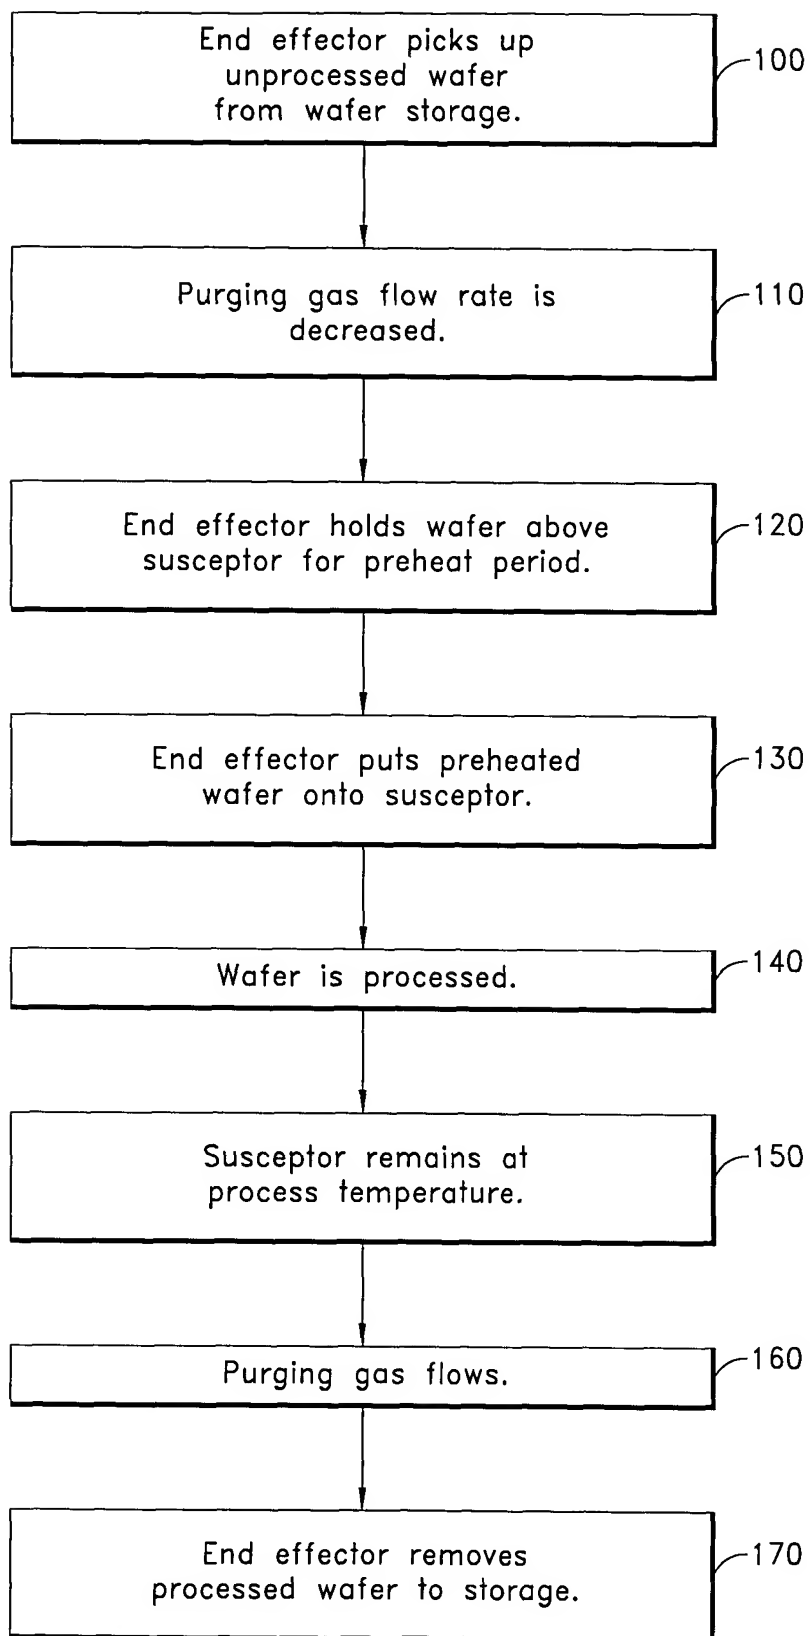 End effector picks up
unprocessed wafer
from wafer storage.
100
Purging gas flow rate is
decreased.
110
End effector holds wafer above
susceptor for preheat period.
120
End effector puts preheated
wafer onto susceptor.
130
Wafer is processed.
140
Susceptor remains at
process temperature.
150
Purging gas flows.
160
End effector removes
processed wafer to storage.
170